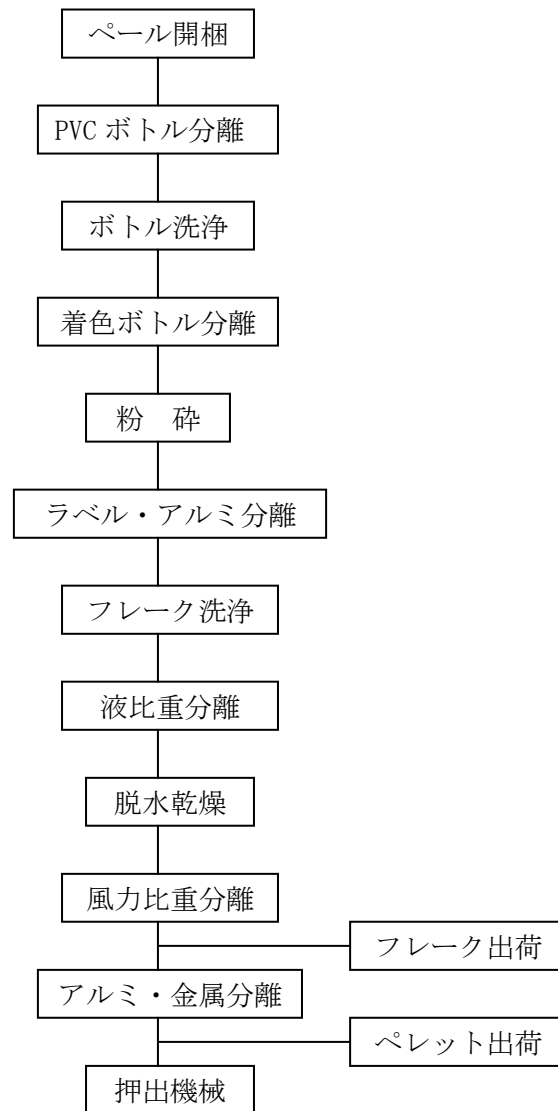 ペール開梱
PVC ボトル分離
ボトル洗浄
着色ボトル分離
粉　砕
ラベル・アルミ分離
フレーク洗浄
液比重分離
脱水乾燥
風力比重分離
フレーク出荷
アルミ・金属分離
ペレット出荷
押出機械